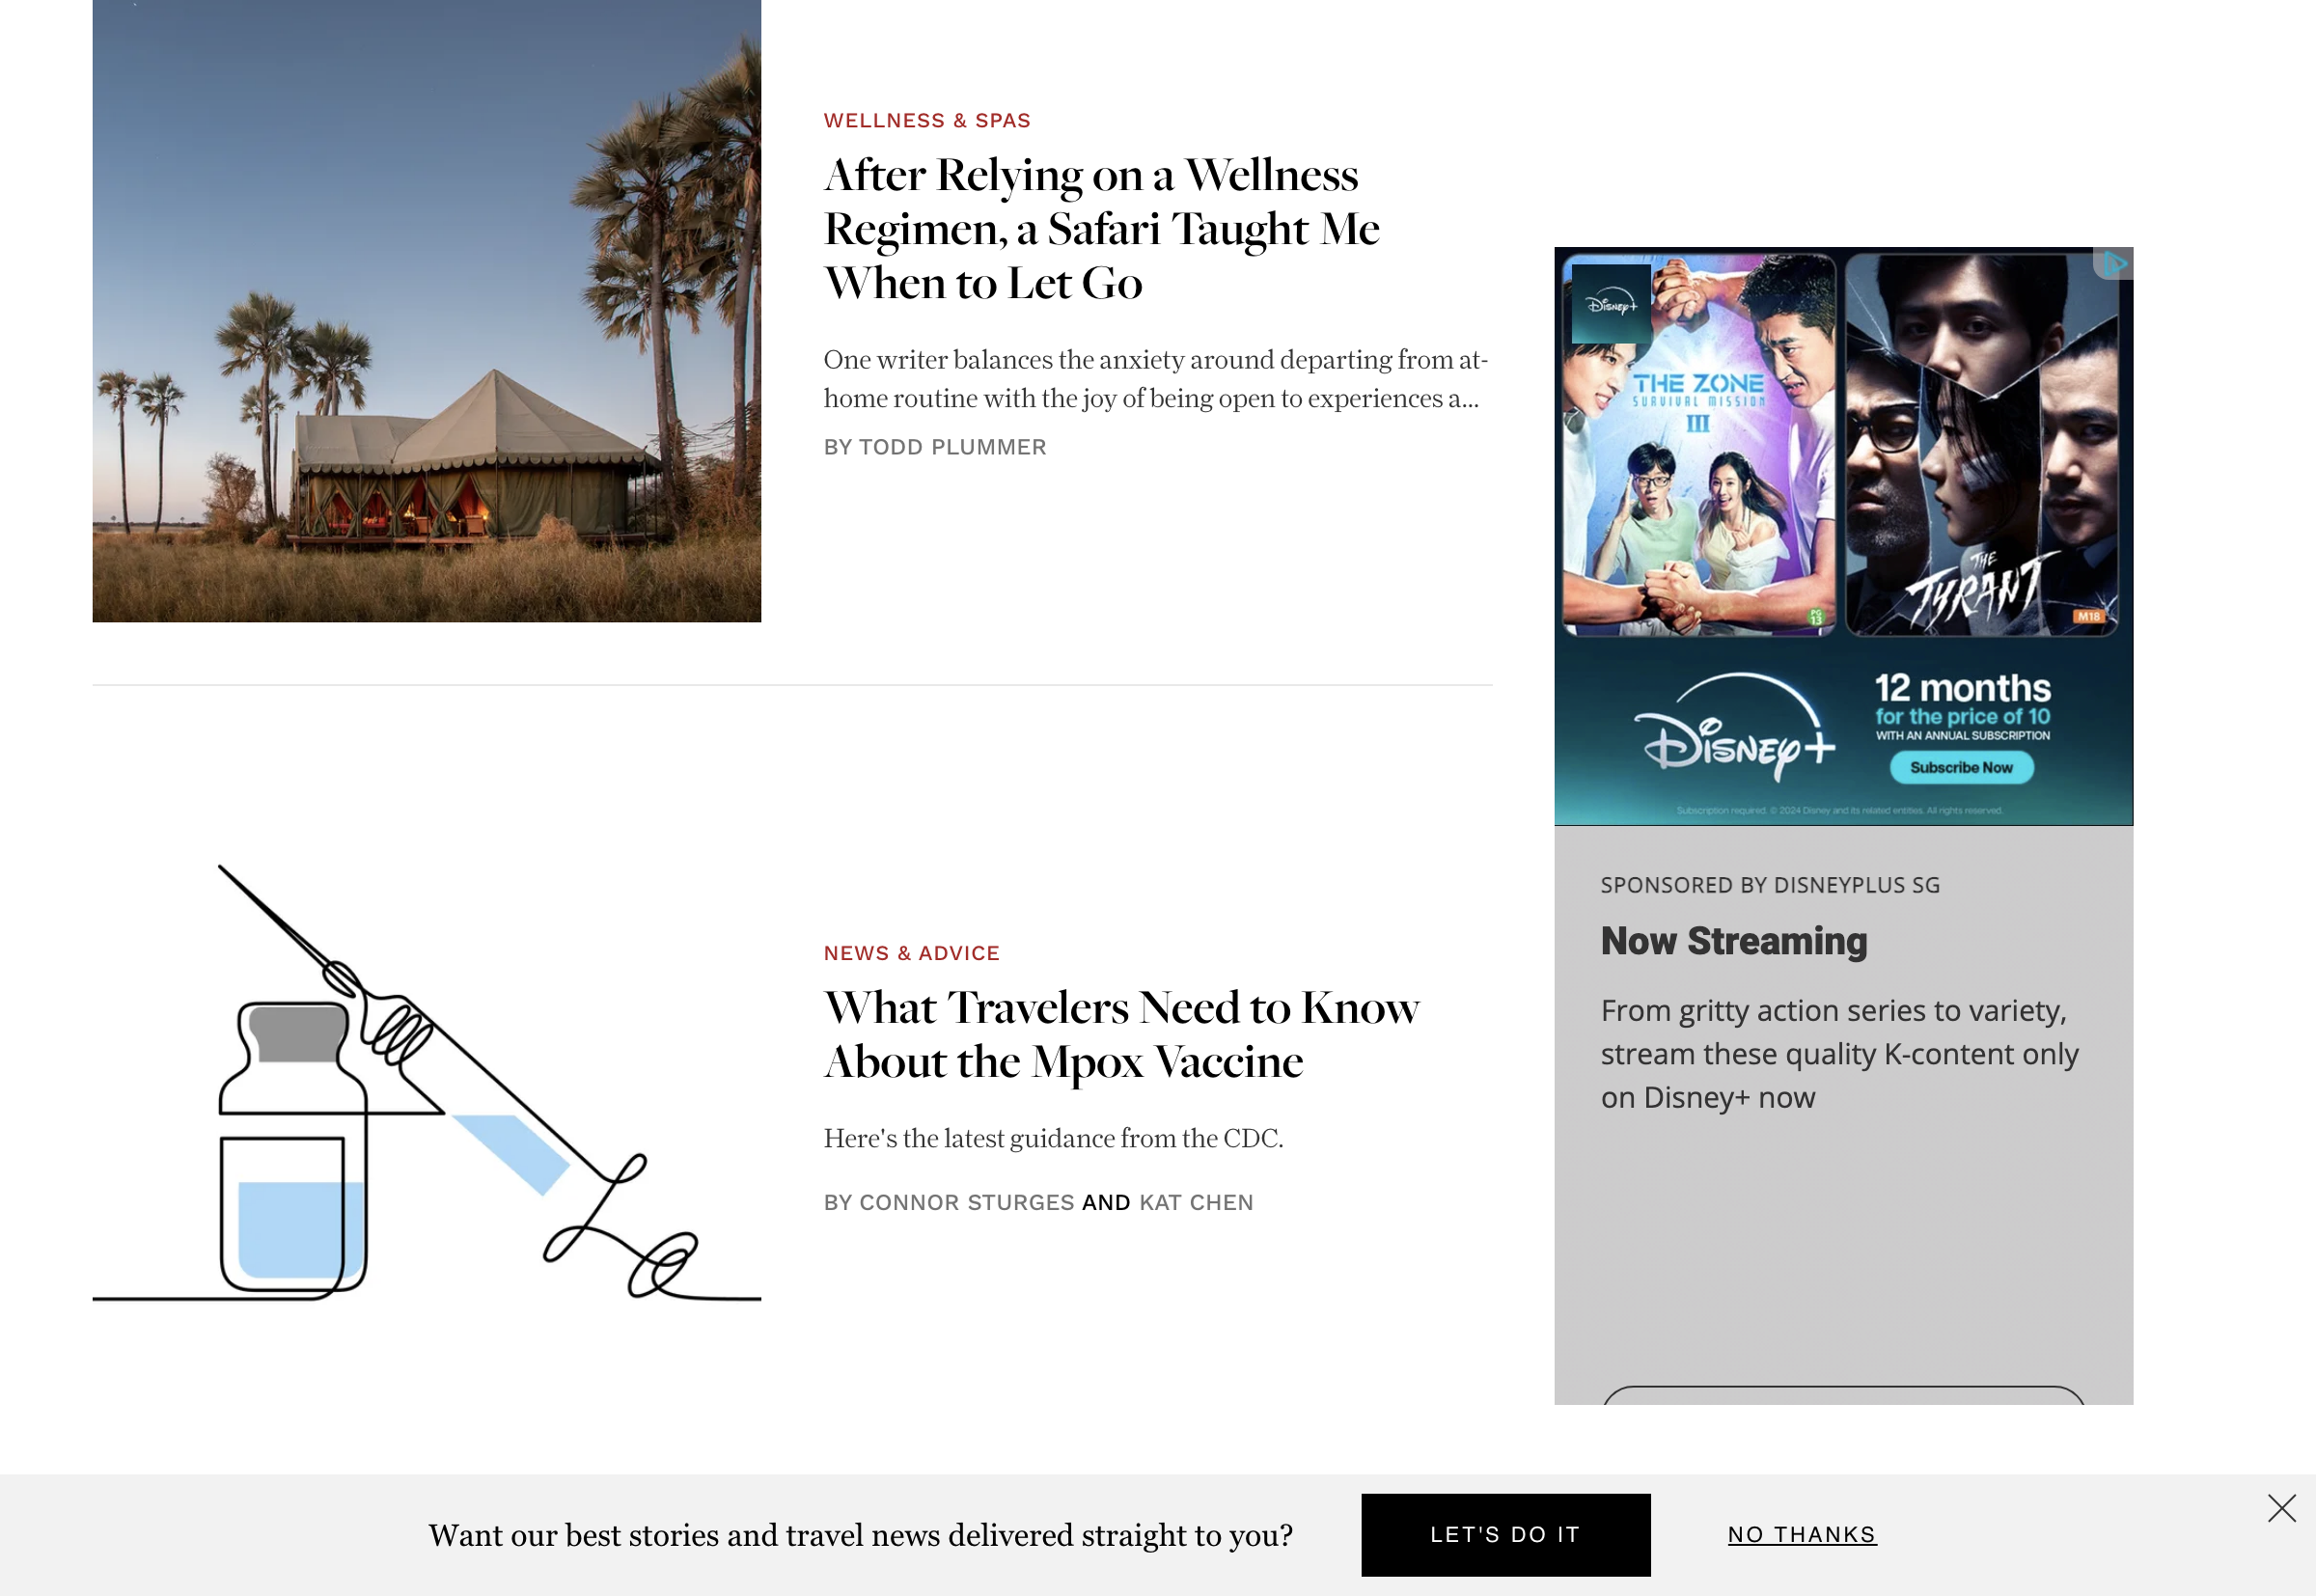 WELLNESS & SPAS
After Relying on a Wellness
Regimen, a Safari Taught Me
When to Let Go
One writer balances the anxiety around departing from at-
home routine with the joy of being open to experiences a...
BY TODD PLUMMER
NEWS & ADVICE
What Travelers Need to Know
About the Mpox Vaccine
Here's the latest guidance from the CDC.
BY CONNOR STURGES AND KAT CHEN
Disney+
THE ZONE
SURVIVAL MISSION
III
PG
13
THE
TYRANT
M18
Disney+
12 months
for the price of 10
WITH AN ANNUAL SUBSCRIPTION
Subscribe Now
Subscription required. © 2024 Disney and its related entities. All rights reserved.
SPONSORED BY DISNEYPLUS SG
Now Streaming
From gritty action series to variety,
stream these quality K-content only
on Disney+ now
Want our best stories and travel news delivered straight to you?
LET'S DO IT
NO THANKS